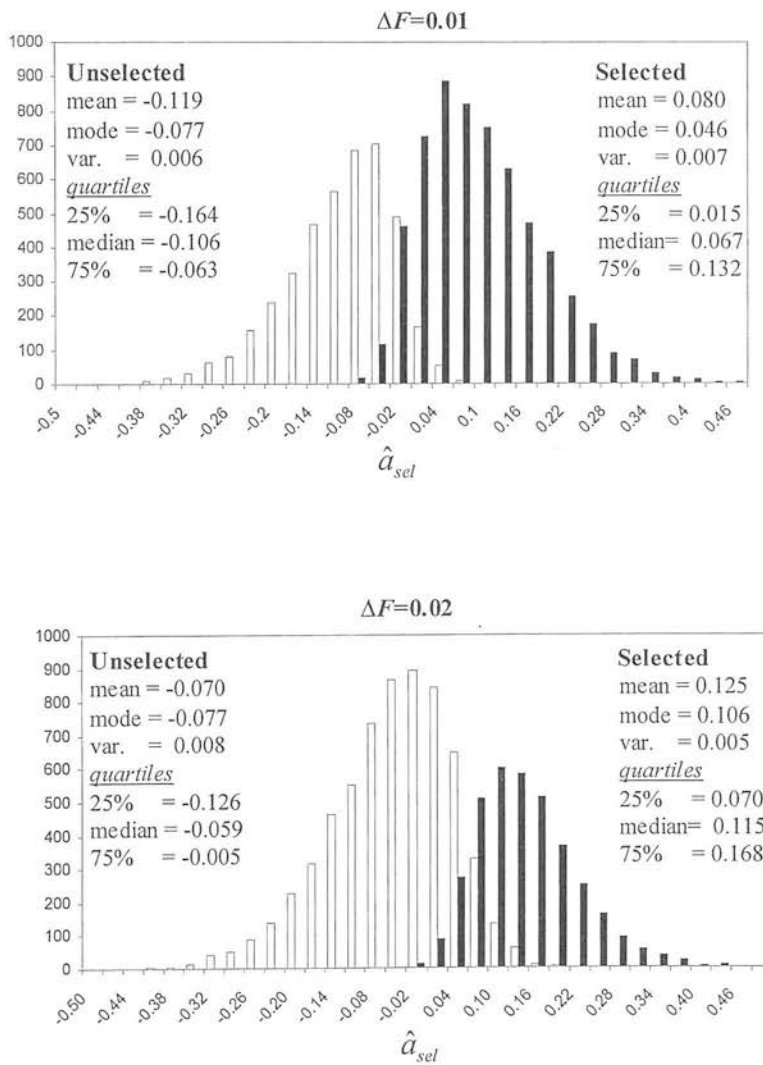 ΔF=0.01
1000
900
800
700
600
500
400
300
200
100
0
Unselected
mean = -0.119
mode = -0.077
var. = 0.006
quartiles
25% = -0.164
median = -0.106
75% = -0.063
Selected
mean = 0.080
mode = 0.046
var. = 0.007
quartiles
25% = 0.015
median= 0.067
75% = 0.132
-0.5 -0.44 -0.38 -0.32 -0.26 -0.2 -0.14 -0.08 -0.02 0.04 0.1 0.16 0.22 0.28 0.34 0.4 0.46
â sel
ΔF=0.02
1000
900
800
700
600
500
400
300
200
100
0
Unselected
mean = -0.070
mode = -0.077
var. = 0.008
quartiles
25% = -0.126
median = -0.059
75% = -0.005
Selected
mean = 0.125
mode = 0.106
var. = 0.005
quartiles
25% = 0.070
median= 0.115
75% = 0.168
-0.50 -0.44 -0.38 -0.32 -0.26 -0.20 -0.14 -0.08 -0.02 0.04 0.10 0.16 0.22 0.28 0.34 0.40 0.46
â sel